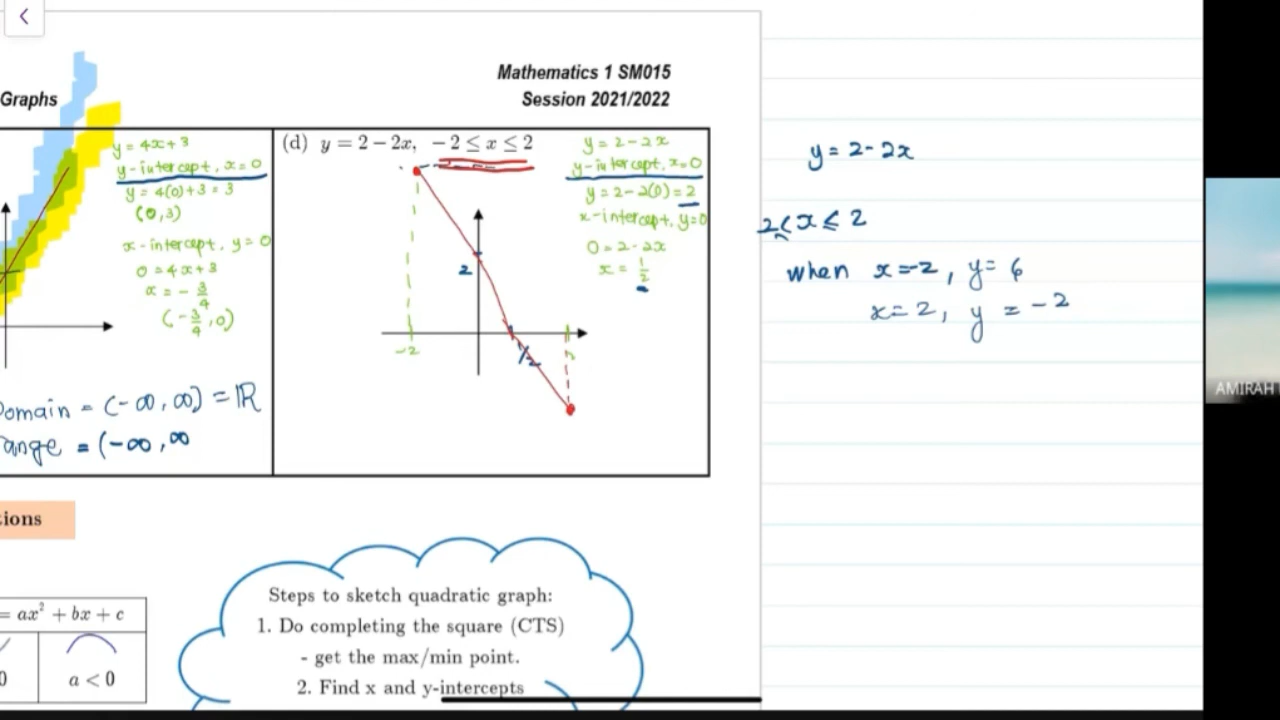 Graphs
Mathematics 1 SM015
Session 2021/2022
y = 4x + 3
y-intercept, x = 0
y = 4(0) + 3 = 3
(0, 3)
x-intercept, y = 0
0 = 4x + 3
x = - 3/4
(-3/4, 0)
Domain = (-∞, ∞) = ℝ
ange = (-∞, ∞
(d) y = 2 − 2x, −2 ≤ x ≤ 2
y = 2 - 2x
y-intercept, x = 0
y = 2 - 2(0) = 2
x-intercept, y = 0
0 = 2 - 2x
x = 1/2
2
-2
1/2
y = 2 - 2x
2 ≤ x ≤ 2
when x = -2, y = 6
x = 2, y = -2
AMIRAH
tions
= ax² + bx + c
0
a < 0
Steps to sketch quadratic graph:
1. Do completing the square (CTS)
- get the max/min point.
2. Find x and y-intercepts